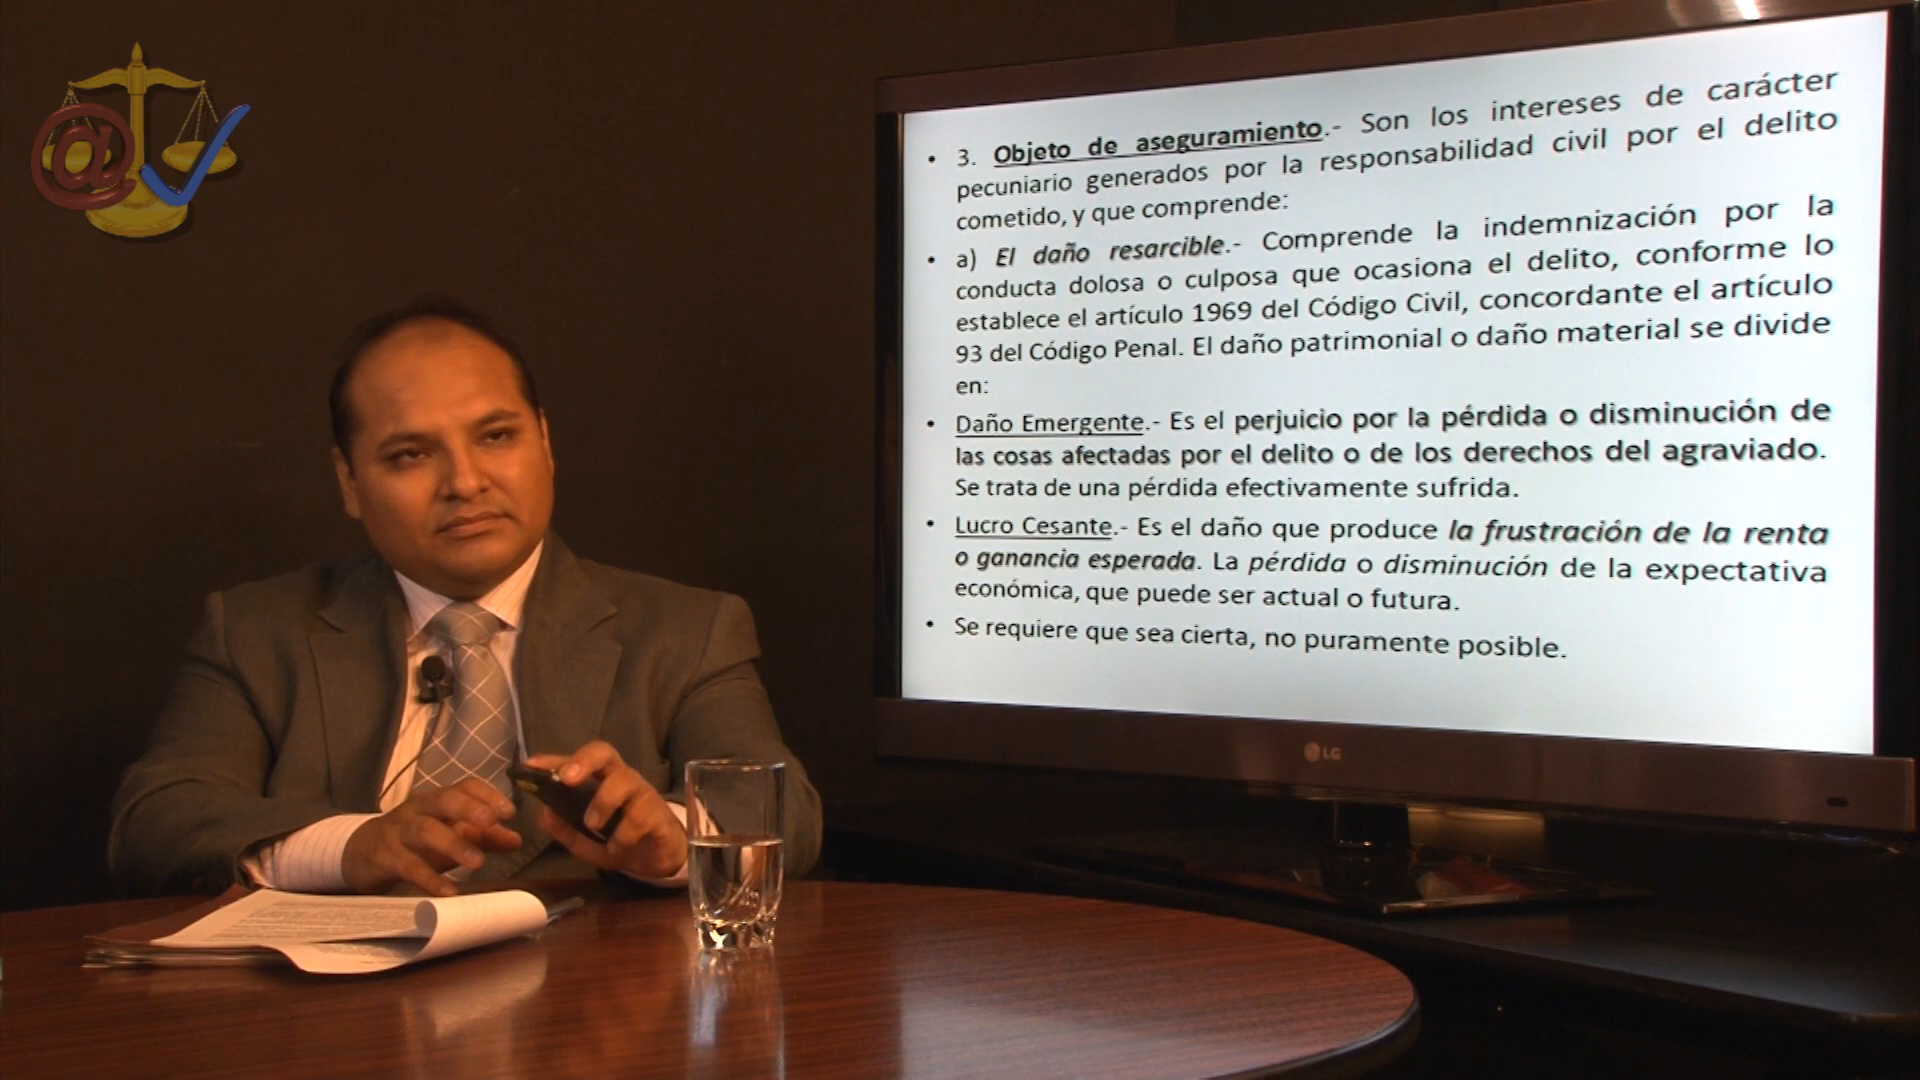 • 3. Objeto de aseguramiento.- Son los intereses de carácter
pecuniario generados por la responsabilidad civil por el delito
cometido, y que comprende:
• a) El daño resarcible.- Comprende la indemnización por la
conducta dolosa o culposa que ocasiona el delito, conforme lo
establece el artículo 1969 del Código Civil, concordante el artículo
93 del Código Penal. El daño patrimonial o daño material se divide
en:
• Daño Emergente.- Es el perjuicio por la pérdida o disminución de
las cosas afectadas por el delito o de los derechos del agraviado.
Se trata de una pérdida efectivamente sufrida.
• Lucro Cesante.- Es el daño que produce la frustración de la renta
o ganancia esperada. La pérdida o disminución de la expectativa
económica, que puede ser actual o futura.
• Se requiere que sea cierta, no puramente posible.
LG
@